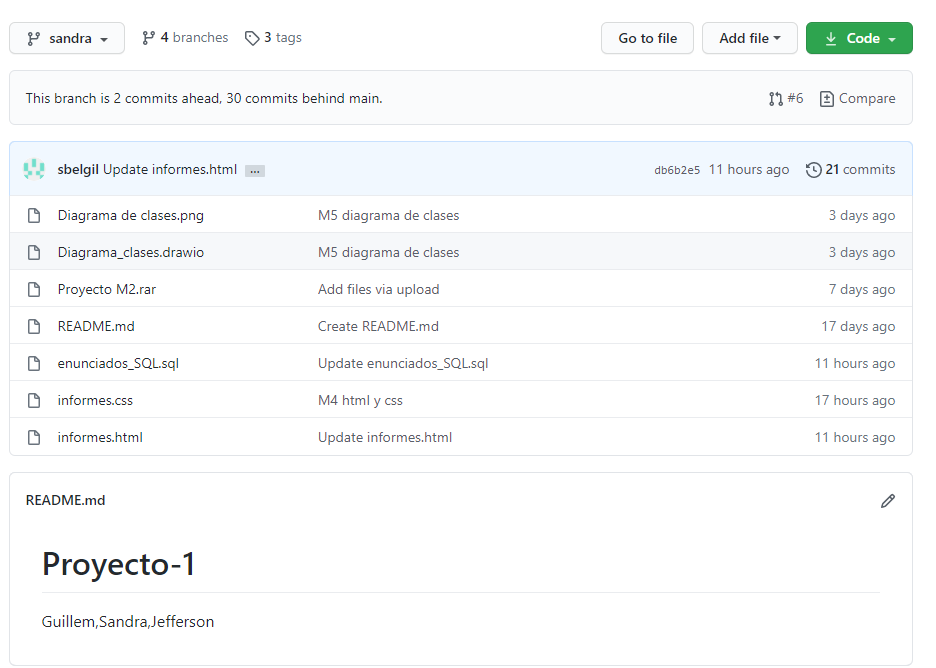 sandra 4 branches 3 tags Go to file Add file Code
This branch is 2 commits ahead, 30 commits behind main. #6 Compare
sbelgil Update informes.html ... db6b2e5 11 hours ago 21 commits
Diagrama de clases.png M5 diagrama de clases 3 days ago
Diagrama_clases.drawio M5 diagrama de clases 3 days ago
Proyecto M2.rar Add files via upload 7 days ago
README.md Create README.md 17 days ago
enunciados_SQL.sql Update enunciados_SQL.sql 11 hours ago
informes.css M4 html y css 17 hours ago
informes.html Update informes.html 11 hours ago
README.md
Proyecto-1
Guillem,Sandra,Jefferson